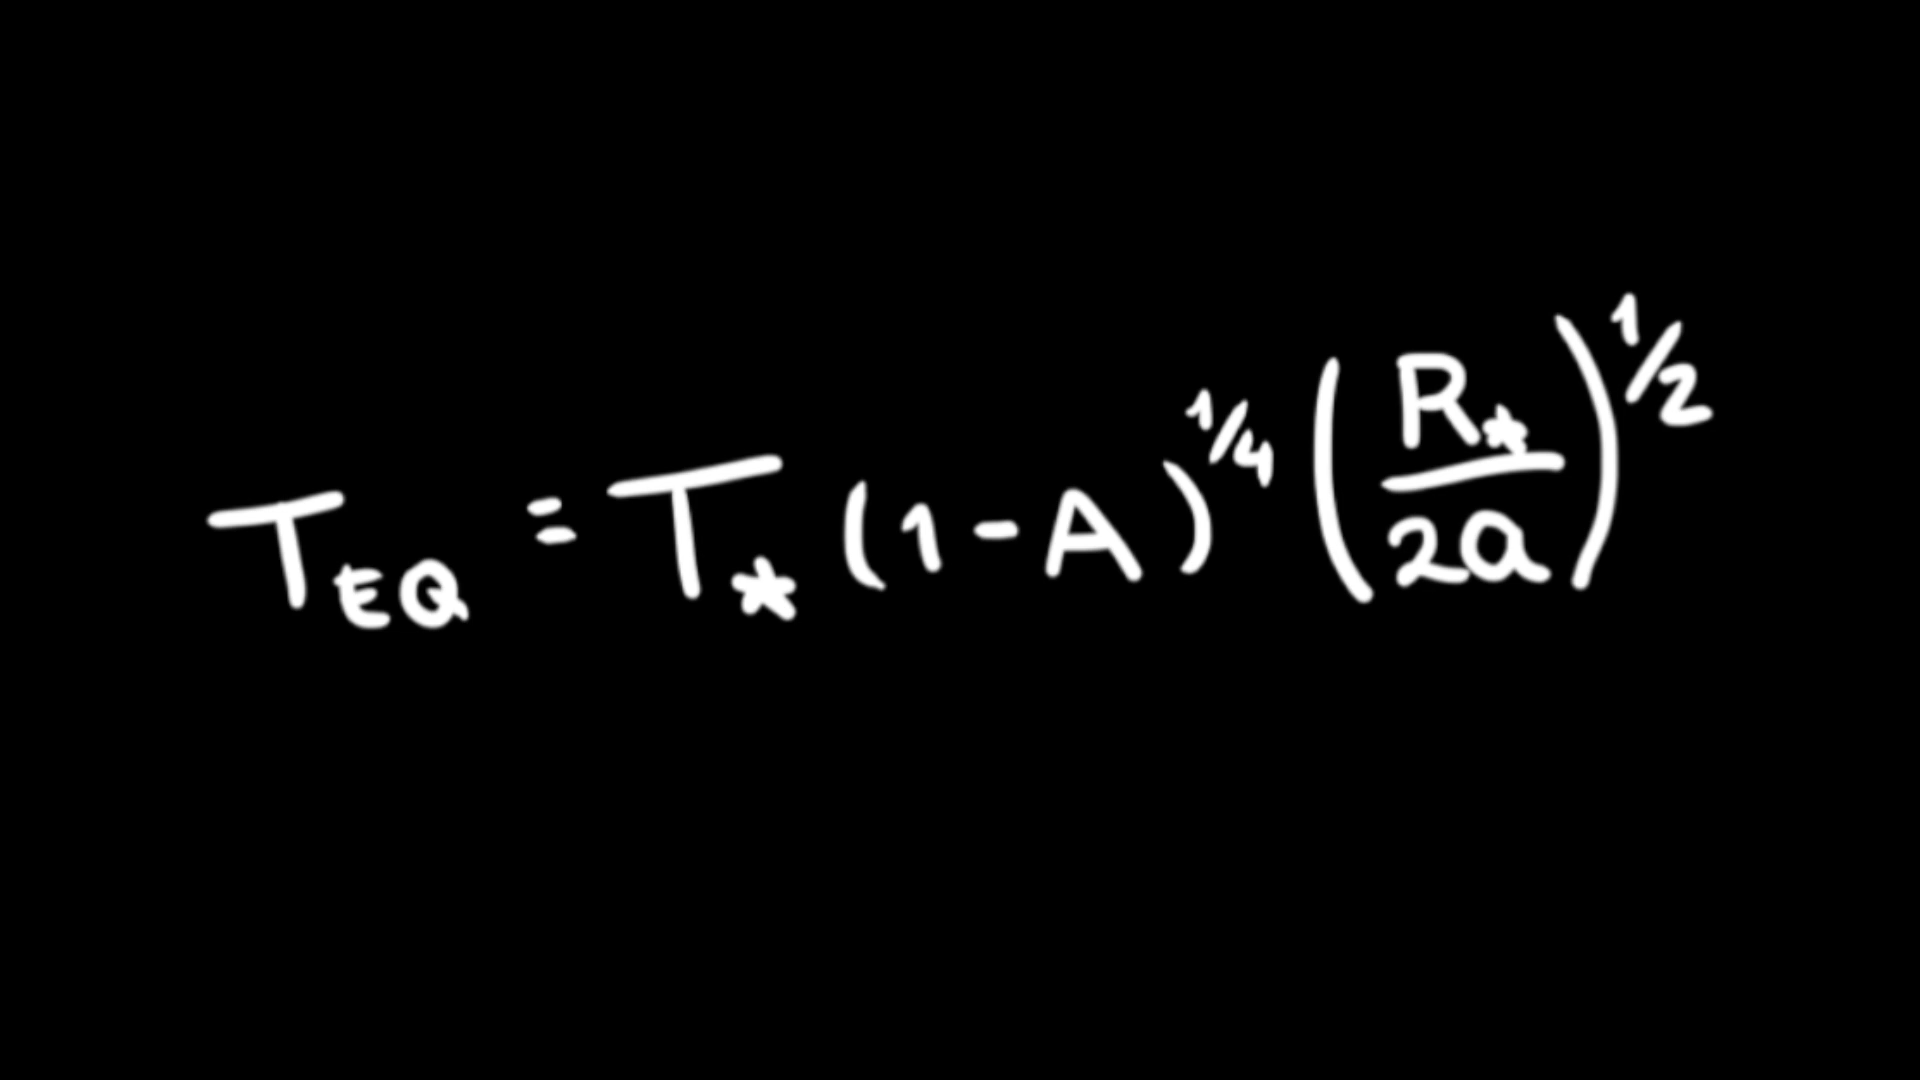 T_EQ = T_* (1-A)^1/4 (R_*/2a)^1/2